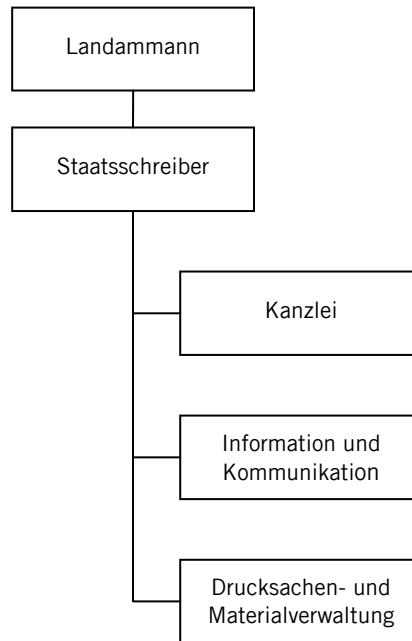 Landammann
Staatsschreiber
Kanzlei
Information und
Kommunikation
Drucksachen- und
Materialverwaltung